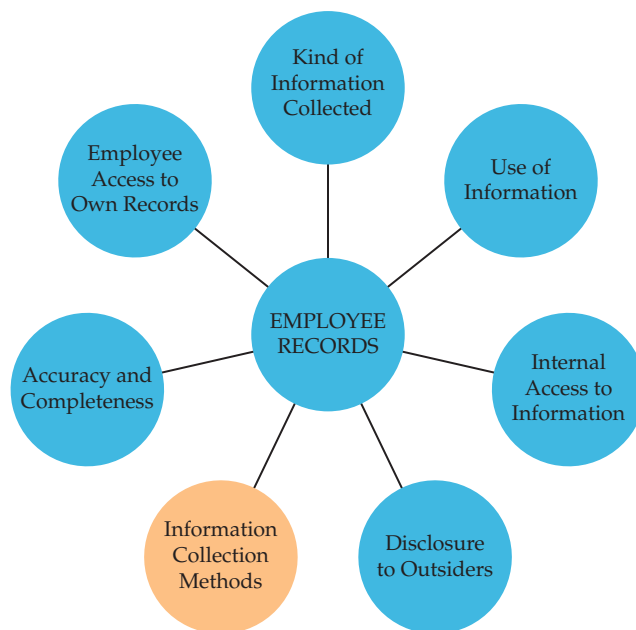 Kind of
Information
Collected
Employee
Access to
Own Records
Use of
Information
EMPLOYEE
RECORDS
Accuracy and
Completeness
Internal
Access to
Information
Information
Collection
Methods
Disclosure
to Outsiders